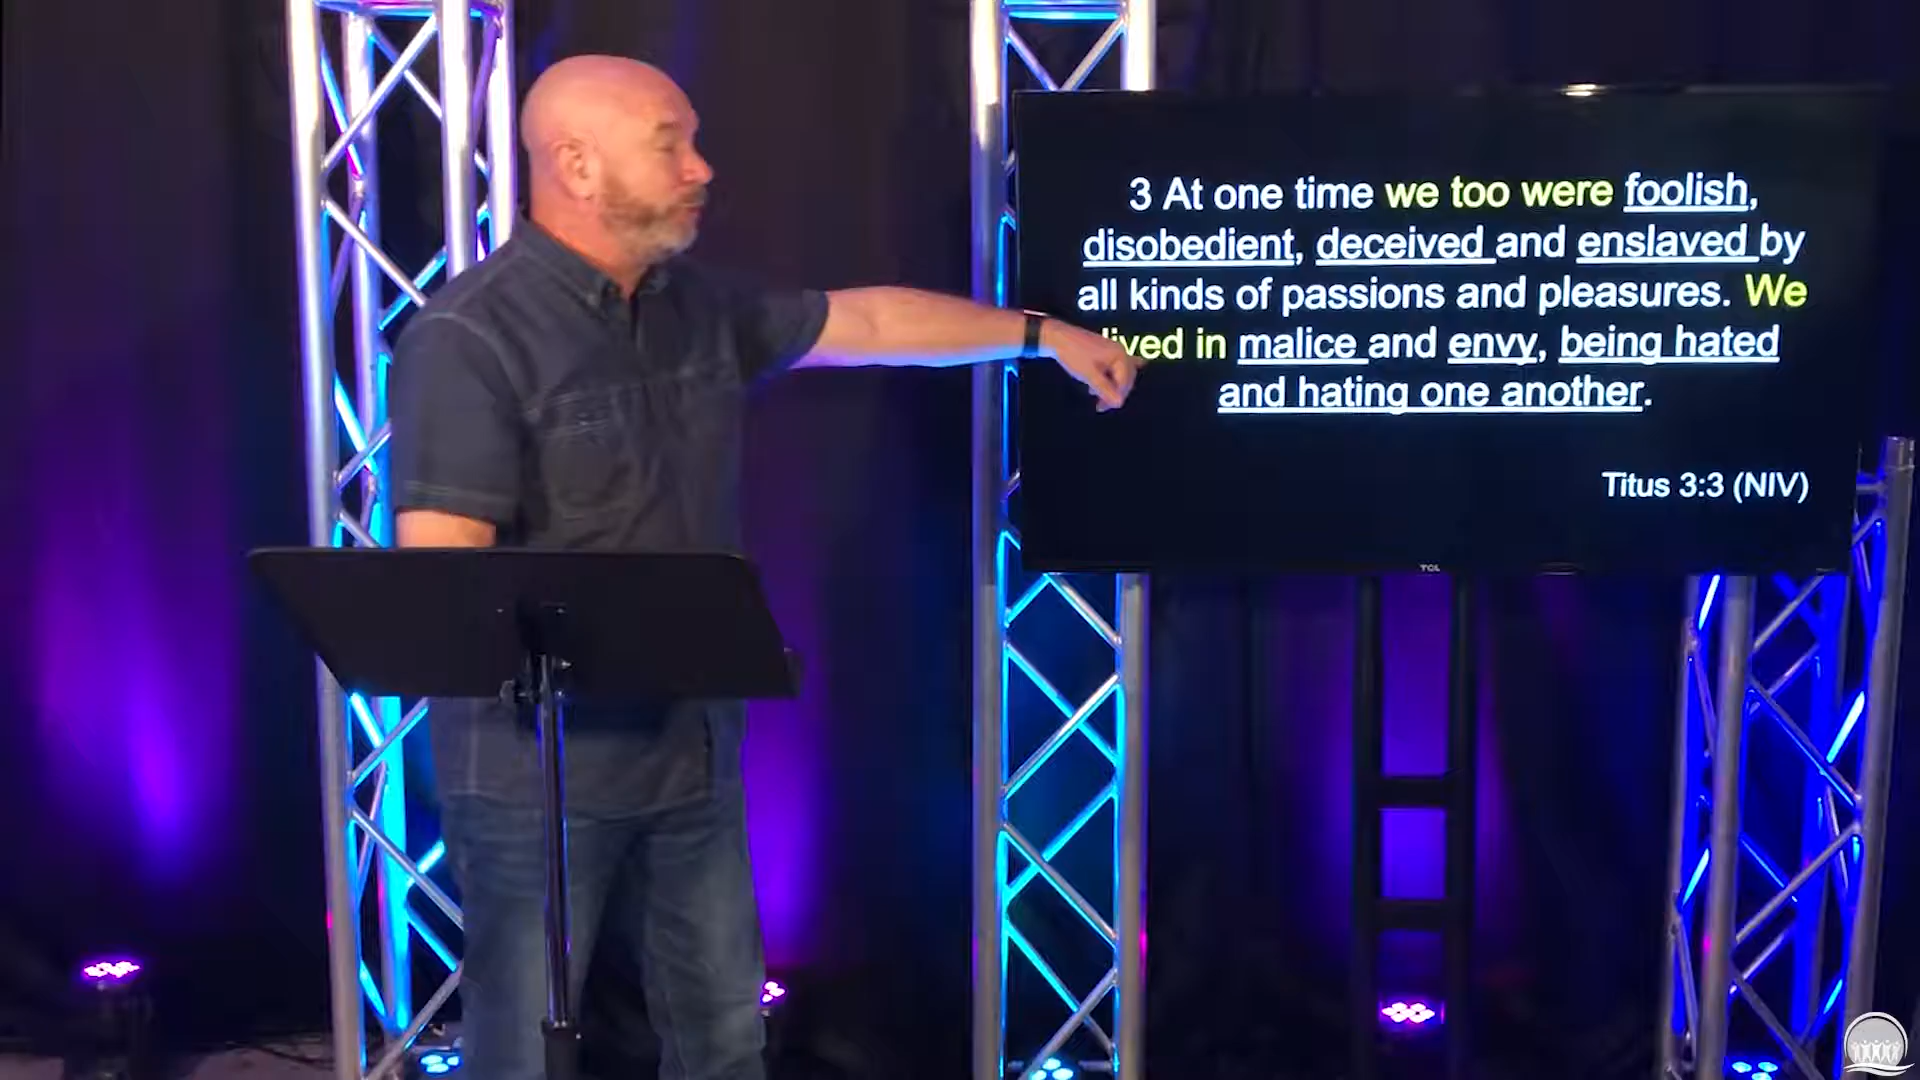 3 At one time we too were foolish,
disobedient, deceived and enslaved by
all kinds of passions and pleasures. We
lived in malice and envy, being hated
and hating one another.
Titus 3:3 (NIV)
TCL